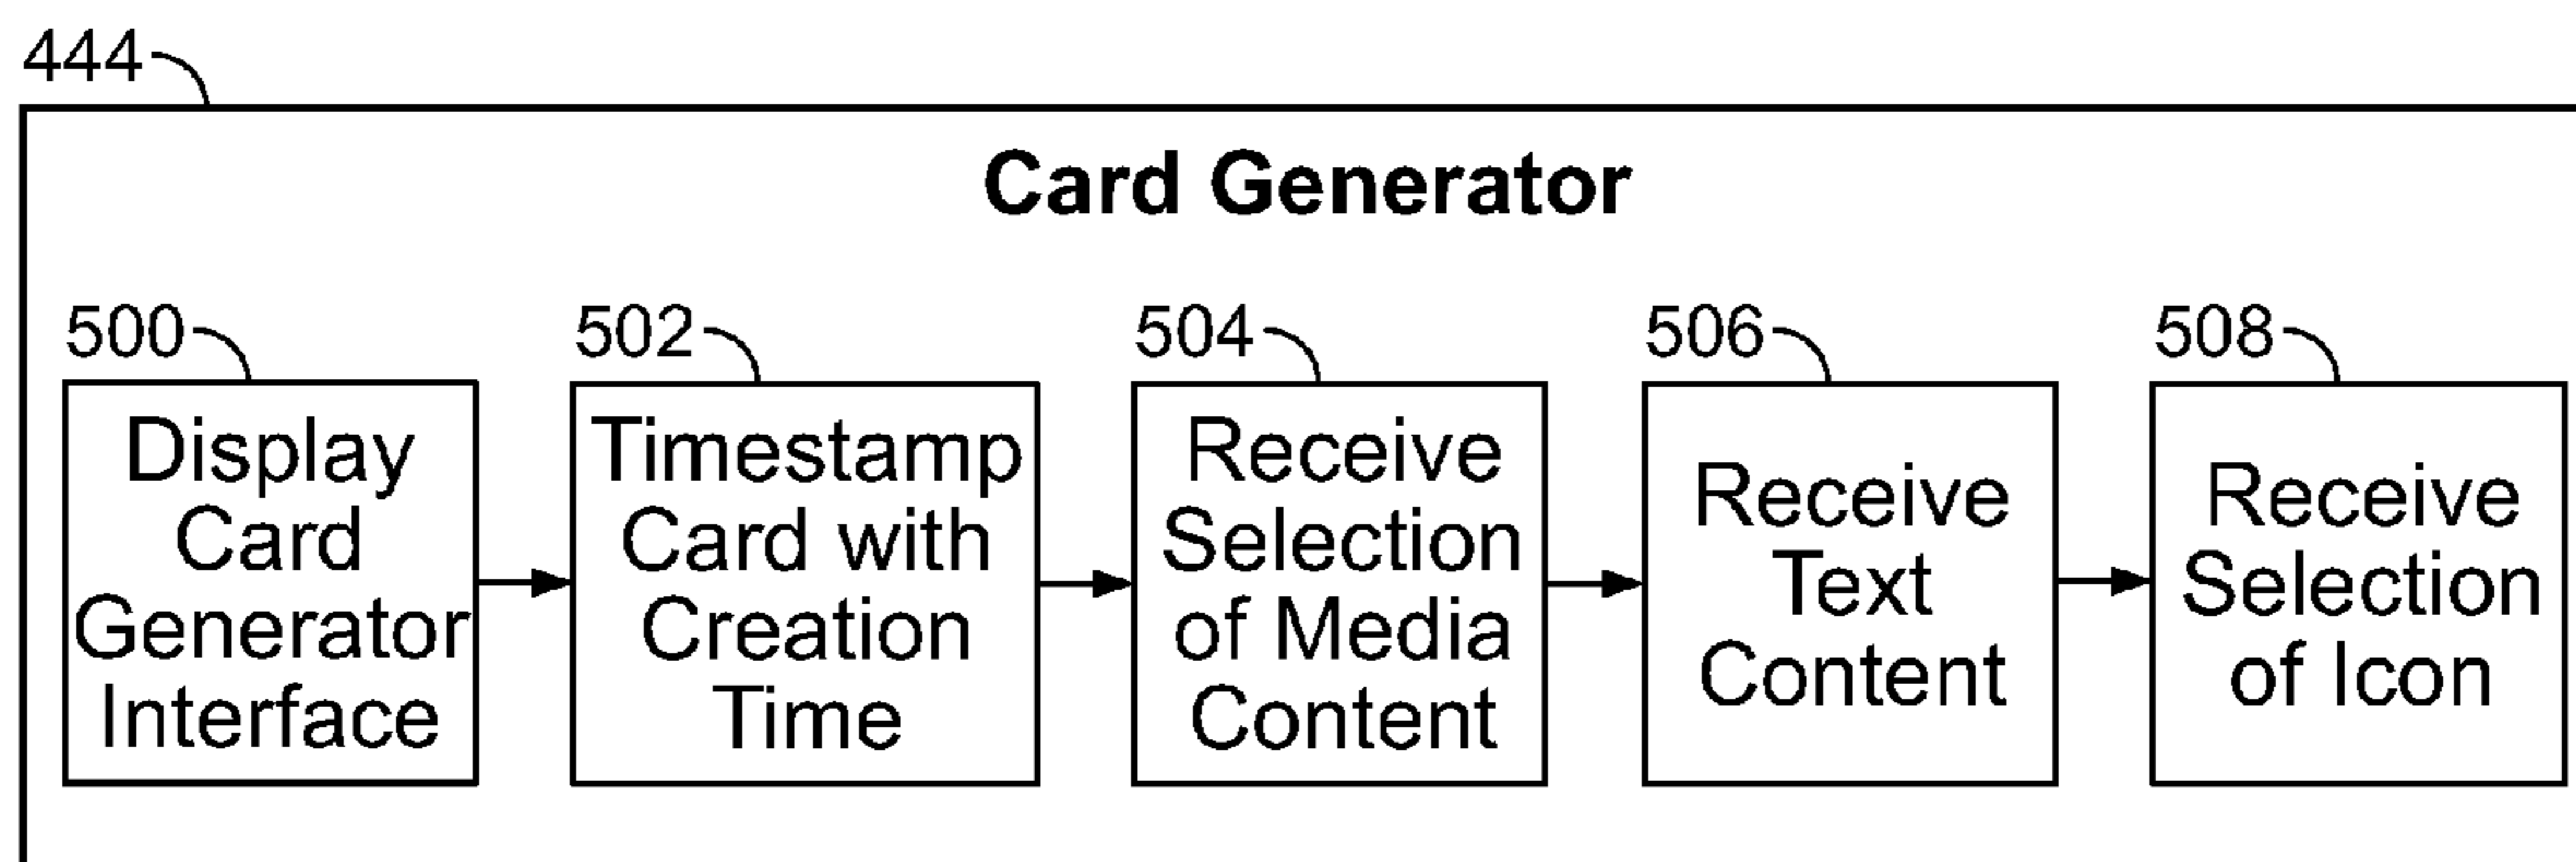 444
Card Generator
500
Display
Card
Generator
Interface
502
Timestamp
Card with
Creation
Time
504
Receive
Selection
of Media
Content
506
Receive
Text
Content
508
Receive
Selection
of Icon